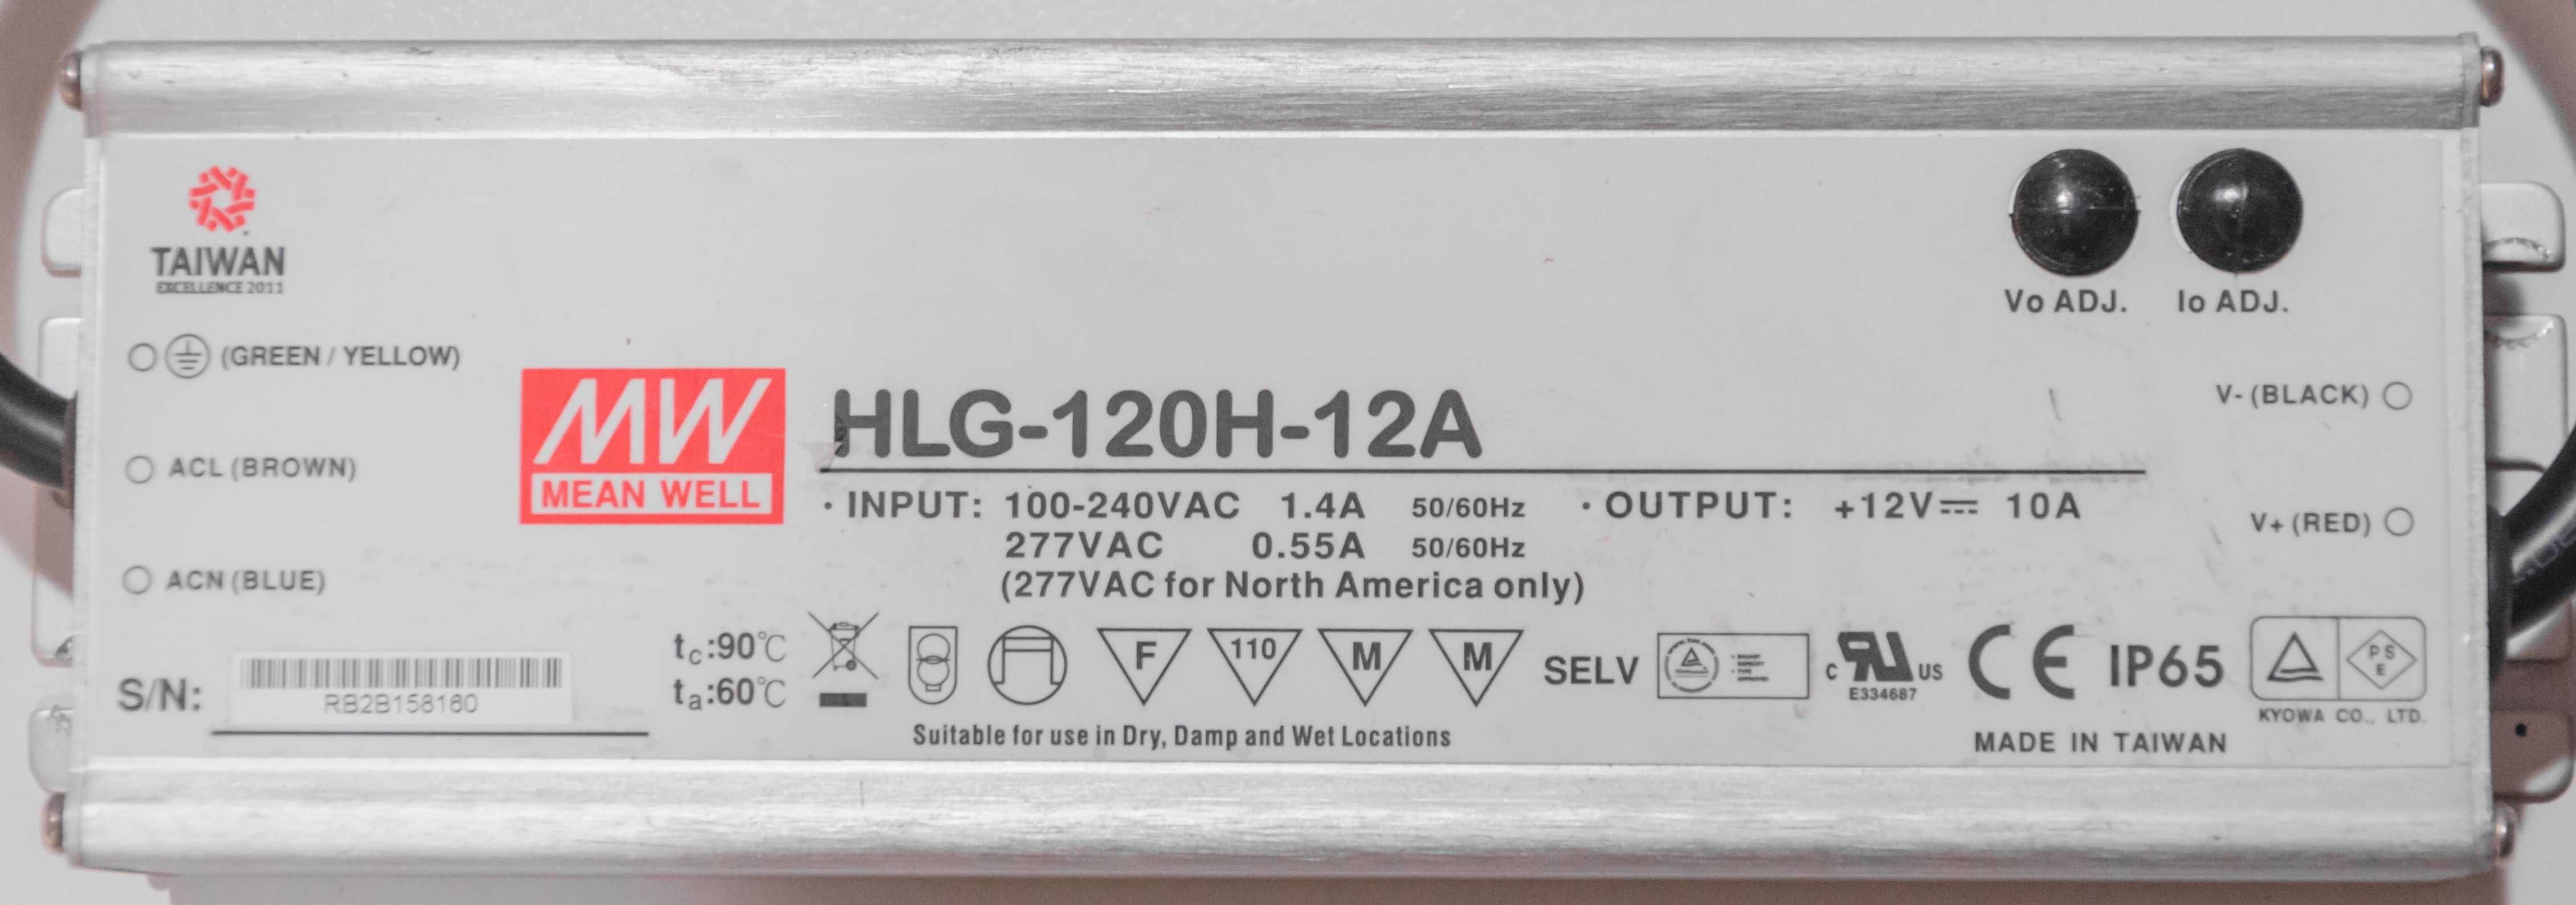 TAIWAN
EXCELLENCE 2011
Vo ADJ. Io ADJ.
(GREEN / YELLOW)
ACL (BROWN)
ACN (BLUE)
MW
MEAN WELL
HLG-120H-12A
· INPUT: 100-240VAC 1.4A 50/60Hz · OUTPUT: +12V⎓ 10A
277VAC 0.55A 50/60Hz
(277VAC for North America only)
V- (BLACK)
V+ (RED)
S/N:
RB2B158160
tc:90℃
ta:60℃
F 110 M M SELV
c RU US
E334687
CE IP65
PS
E
KYOWA CO., LTD.
Suitable for use in Dry, Damp and Wet Locations
MADE IN TAIWAN